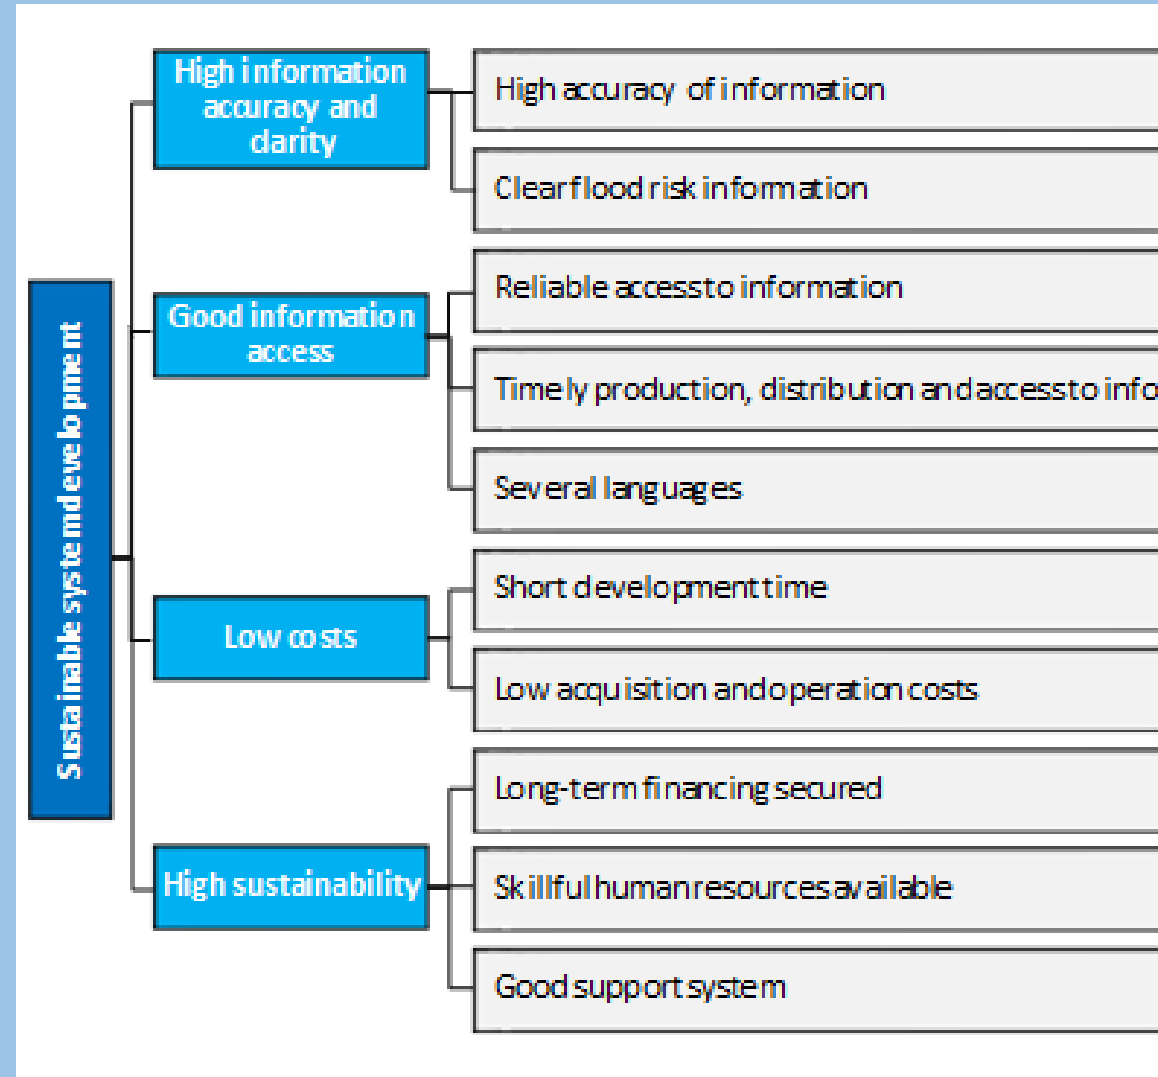 Sustainable system development
High information
accuracy and
clarity
High accuracy of information
Clear flood risk information
Good information
access
Reliable access to information
Timely production, distribution and access to info
Several languages
Low costs
Short development time
Low acquisition and operation costs
High sustainability
Long-term financing secured
Skillful human resources available
Good support system